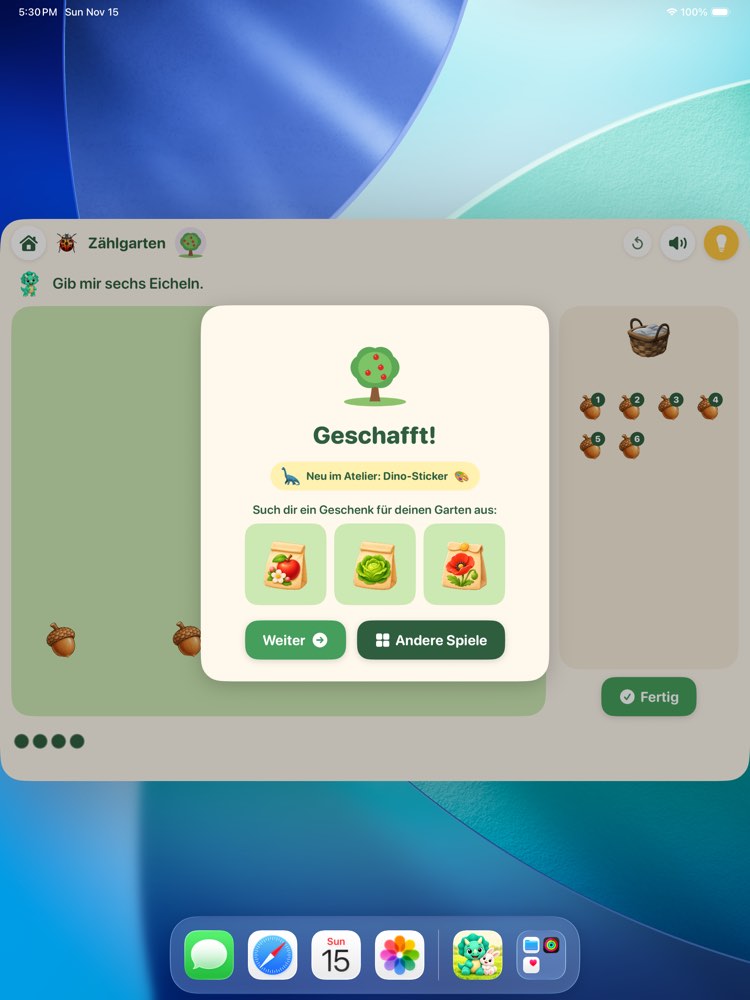 5:30 PM Sun Nov 15
100%
Zählgarten
Gib mir sechs Eicheln.
1 2 3 4
5 6
Geschafft!
Neu im Atelier: Dino-Sticker
Such dir ein Geschenk für deinen Garten aus:
Weiter
Andere Spiele
Fertig
Sun
15